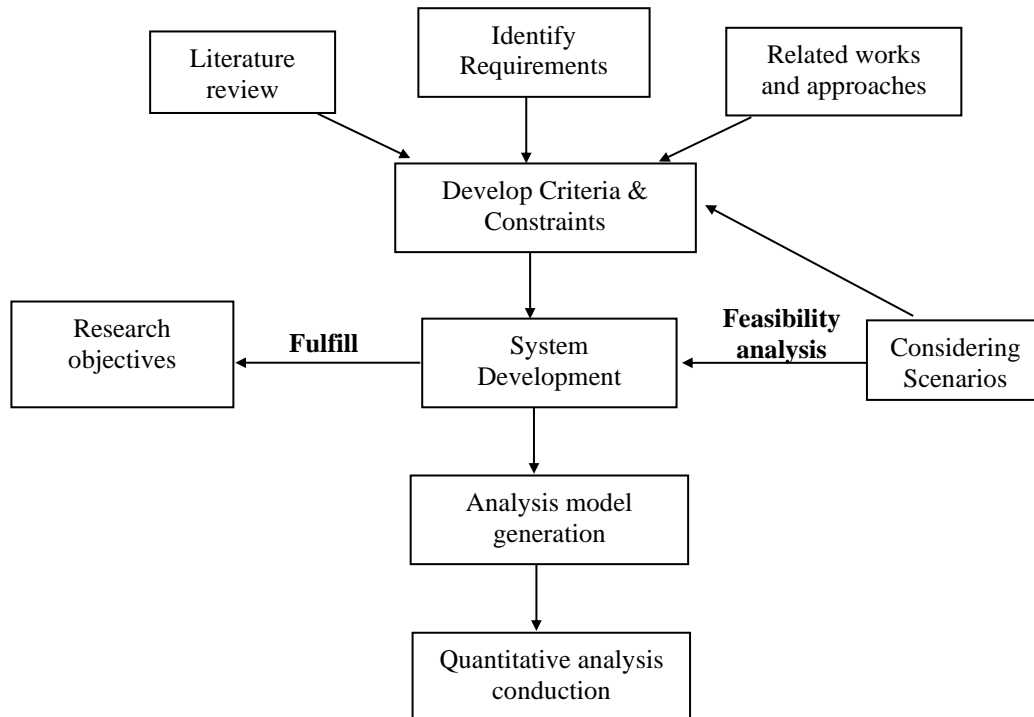 Literature
review
Identify
Requirements
Related works
and approaches
Develop Criteria &
Constraints
Research
objectives
Fulfill
System
Development
Feasibility
analysis
Considering
Scenarios
Analysis model
generation
Quantitative analysis
conduction